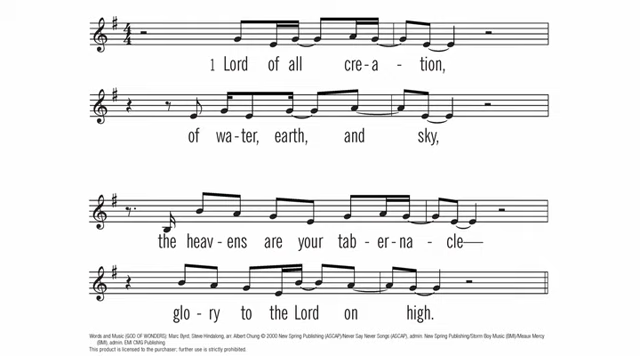 1 Lord of all cre - a - tion,
of wa - ter, earth, and sky,
the heav - ens are your tab - er - na - cle—
glo - ry to the Lord on high.
Words and Music (GOD OF WONDERS): Marc Byrd; Steve Hindalong, arr. Albert Chung © 2000 New Spring Publishing (ASCAP)/Never Say Never Songs (ASCAP), admin. New Spring Publishing/Storm Boy Music (BMI)/Meaux Mercy
(BMI), admin. EMI CMG Publishing
This product is licensed to the purchaser; further use is strictly prohibited.